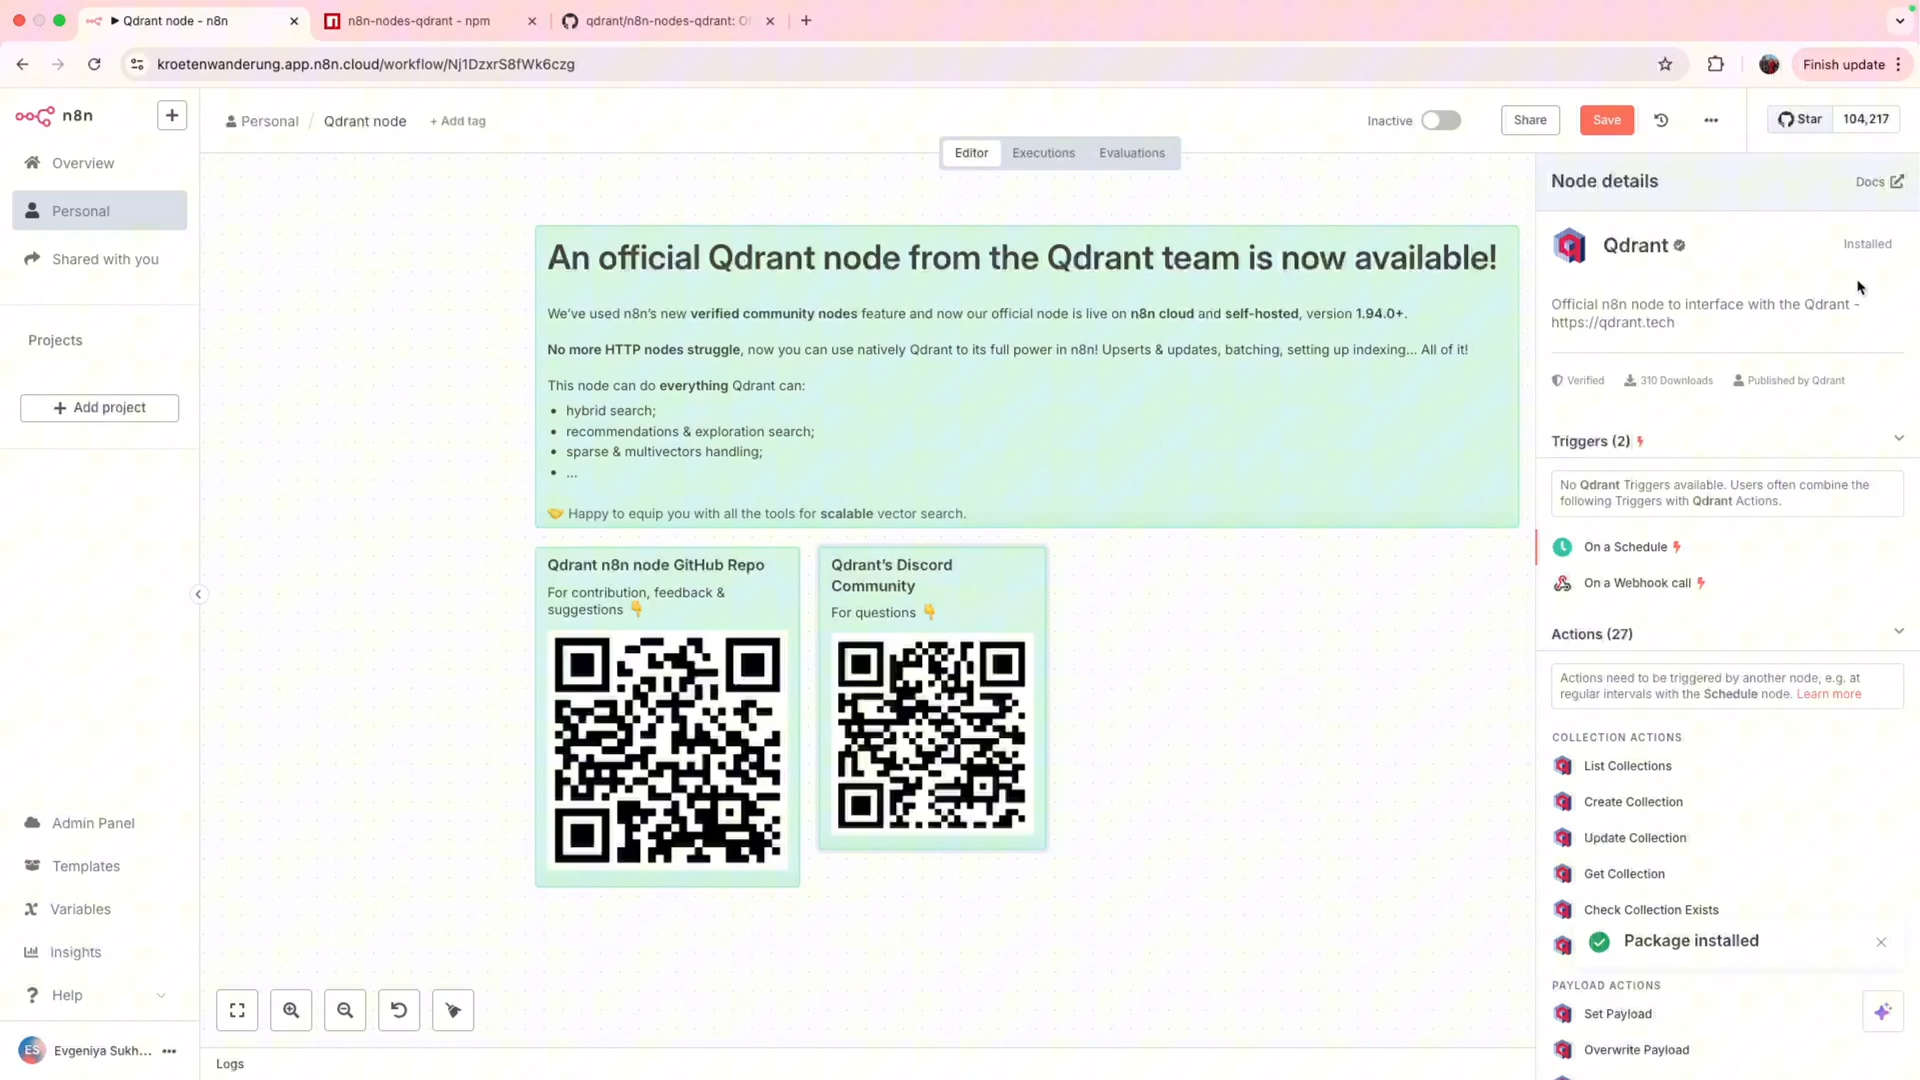 Qdrant node - n8n
n8n-nodes-qdrant - npm
qdrant/n8n-nodes-qdrant: Of
kroetenwanderung.app.n8n.cloud/workflow/Nj1DzxrS8fWk6czg
Finish update
n8n
Overview
Personal
Shared with you
Projects
Add project
Admin Panel
Templates
Variables
Insights
Help
ES
Evgeniya Sukh...
Personal / Qdrant node + Add tag
Inactive
Share
Save
Star
104,217
Editor
Executions
Evaluations
An official Qdrant node from the Qdrant team is now available!
We've used n8n's new verified community nodes feature and now our official node is live on n8n cloud and self-hosted, version 1.94.0+.
No more HTTP nodes struggle, now you can use natively Qdrant to its full power in n8n! Upserts & updates, batching, setting up indexing... All of it!
This node can do everything Qdrant can:
hybrid search;
recommendations & exploration search;
sparse & multivectors handling;
...
🤝 Happy to equip you with all the tools for scalable vector search.
Qdrant n8n node GitHub Repo
For contribution, feedback &
suggestions 👇
Qdrant's Discord
Community
For questions 👇
Logs
Node details
Docs
Qdrant
Installed
Official n8n node to interface with the Qdrant -
https://qdrant.tech
Verified
310 Downloads
Published by Qdrant
Triggers (2)
No Qdrant Triggers available. Users often combine the
following Triggers with Qdrant Actions.
On a Schedule
On a Webhook call
Actions (27)
Actions need to be triggered by another node, e.g. at
regular intervals with the Schedule node. Learn more
COLLECTION ACTIONS
List Collections
Create Collection
Update Collection
Get Collection
Check Collection Exists
Package installed
PAYLOAD ACTIONS
Set Payload
Overwrite Payload